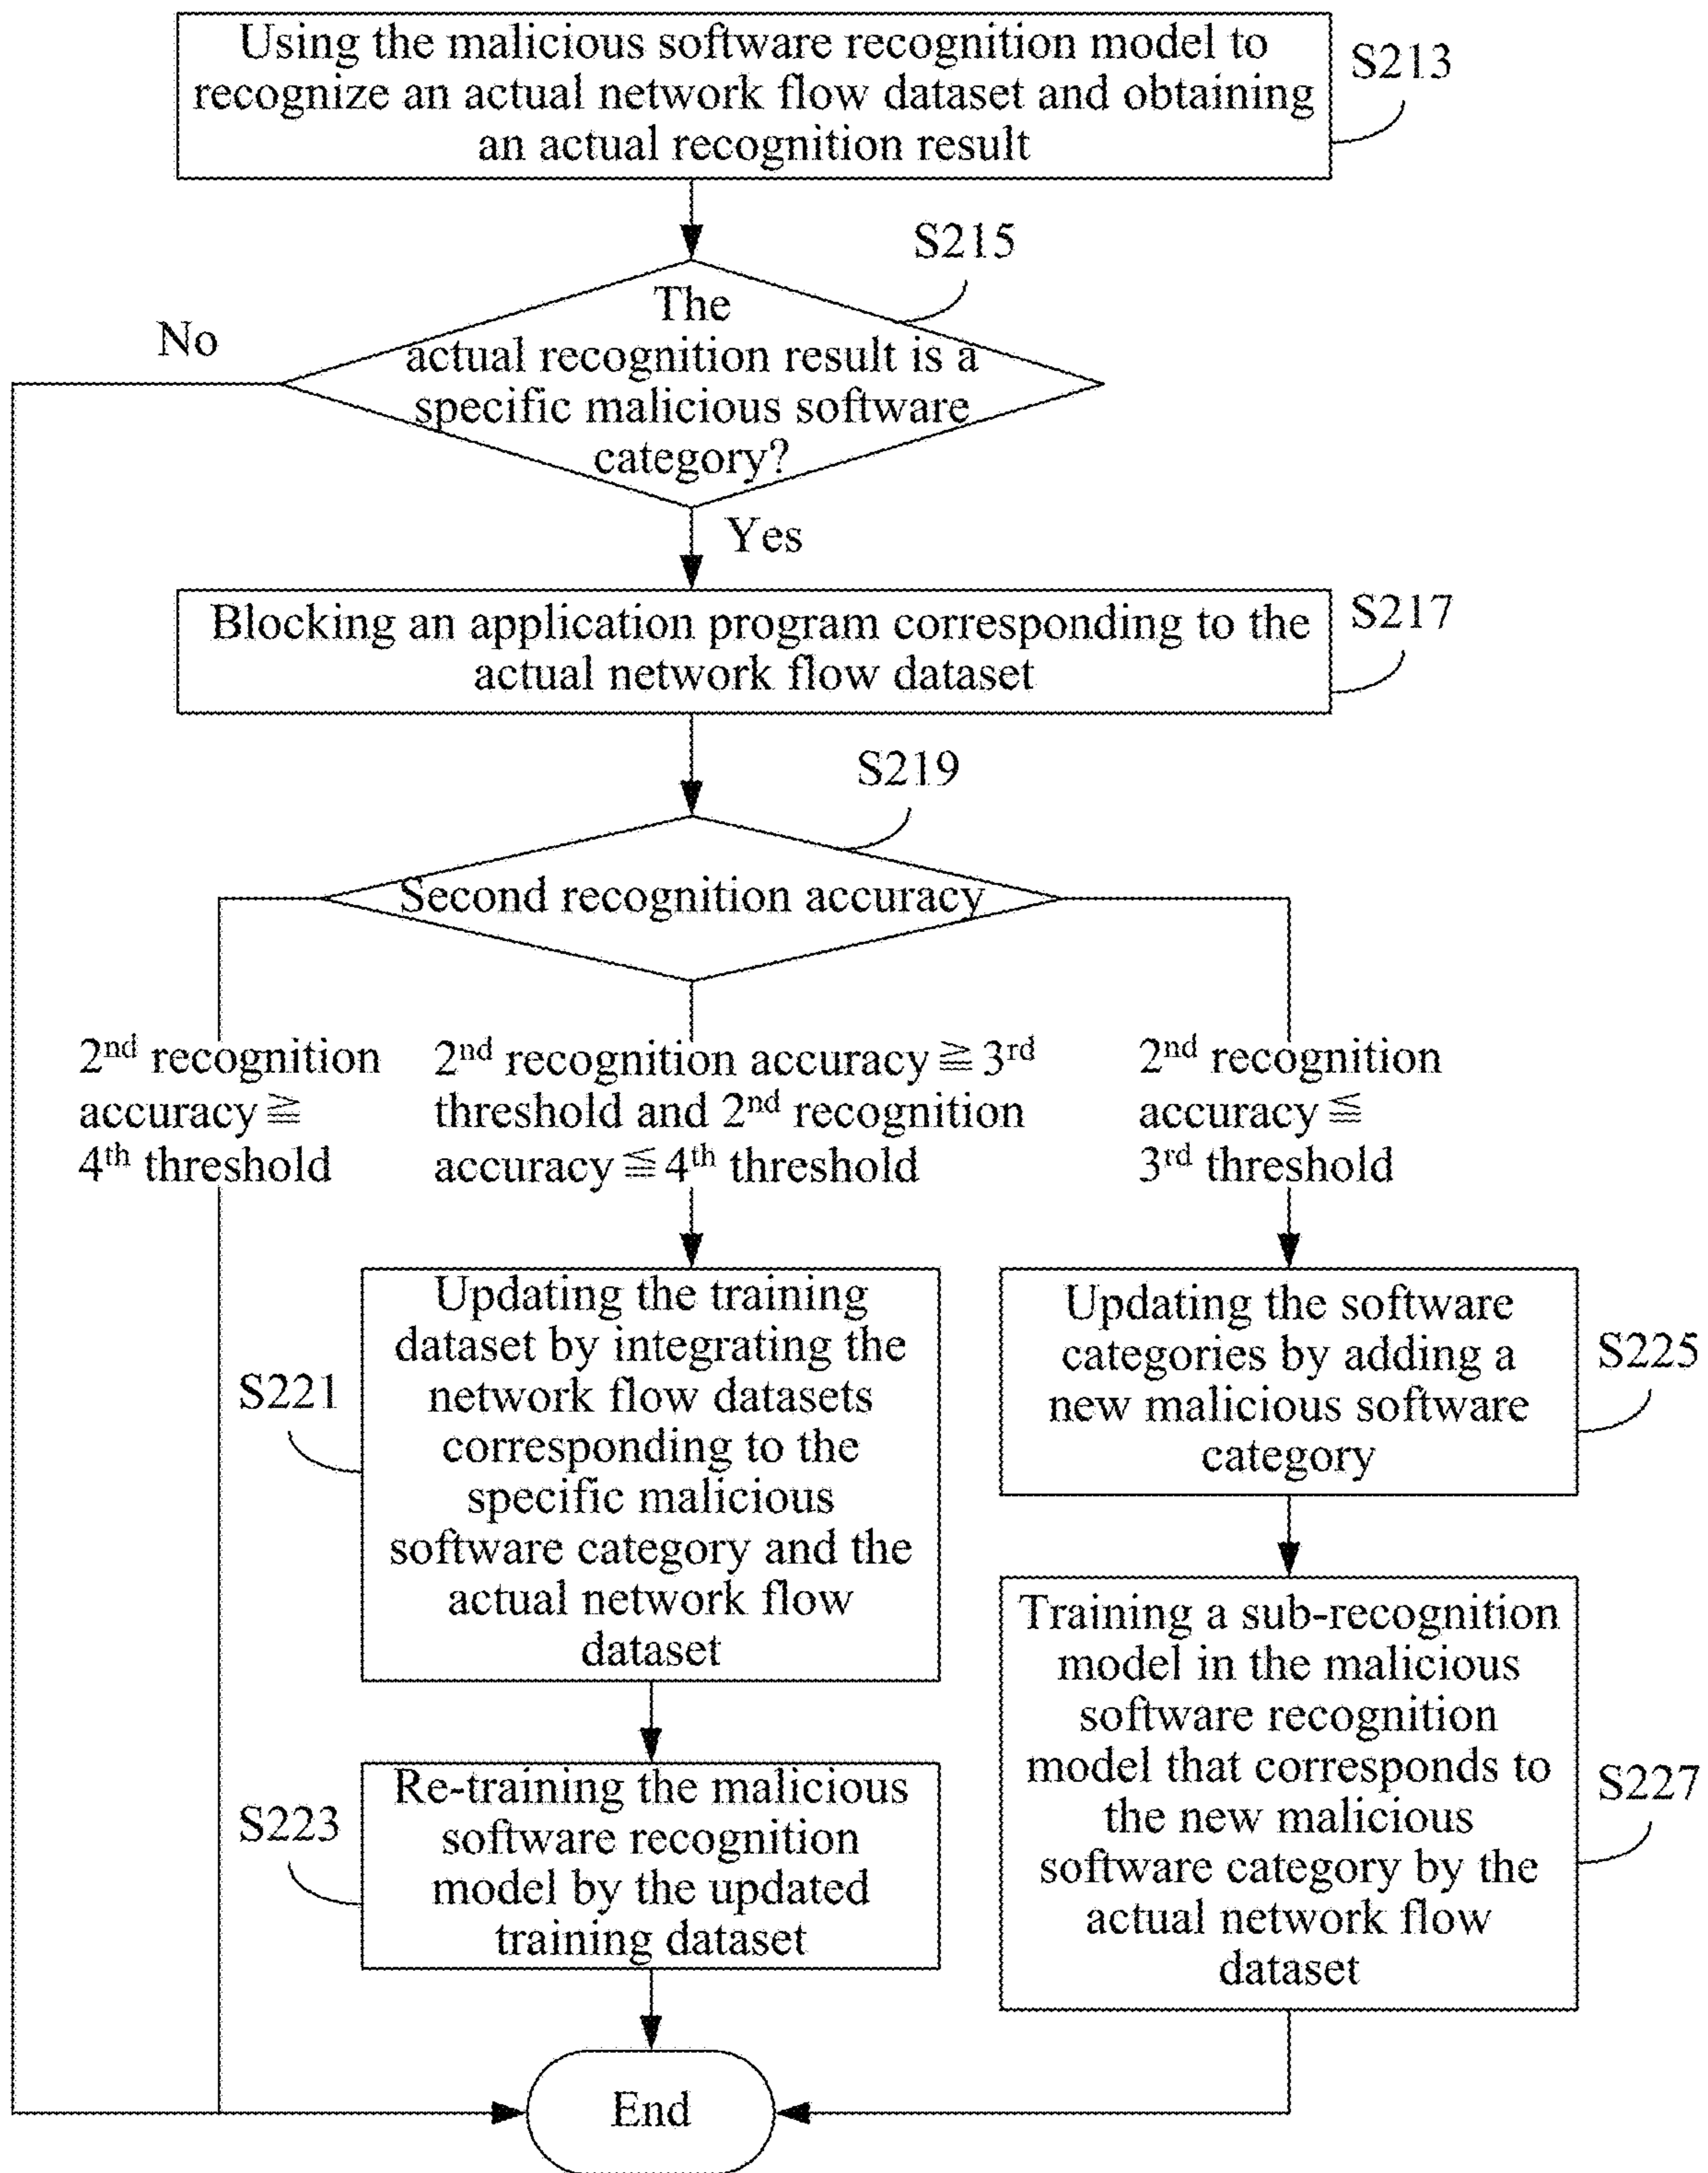 Using the malicious software recognition model to
recognize an actual network flow dataset and obtaining
an actual recognition result
S213
S215
The
actual recognition result is a
specific malicious software
category?
No
Yes
Blocking an application program corresponding to the
actual network flow dataset
S217
S219
Second recognition accuracy
2nd recognition
accuracy ≧
4th threshold
2nd recognition accuracy ≧ 3rd
threshold and 2nd recognition
accuracy ≦ 4th threshold
2nd recognition
accuracy ≦
3rd threshold
Updating the training
dataset by integrating the
network flow datasets
corresponding to the
specific malicious
software category and the
actual network flow
dataset
S221
Updating the software
categories by adding a
new malicious software
category
S225
Re-training the malicious
software recognition
model by the updated
training dataset
S223
Training a sub-recognition
model in the malicious
software recognition
model that corresponds to
the new malicious
software category by the
actual network flow
dataset
S227
End